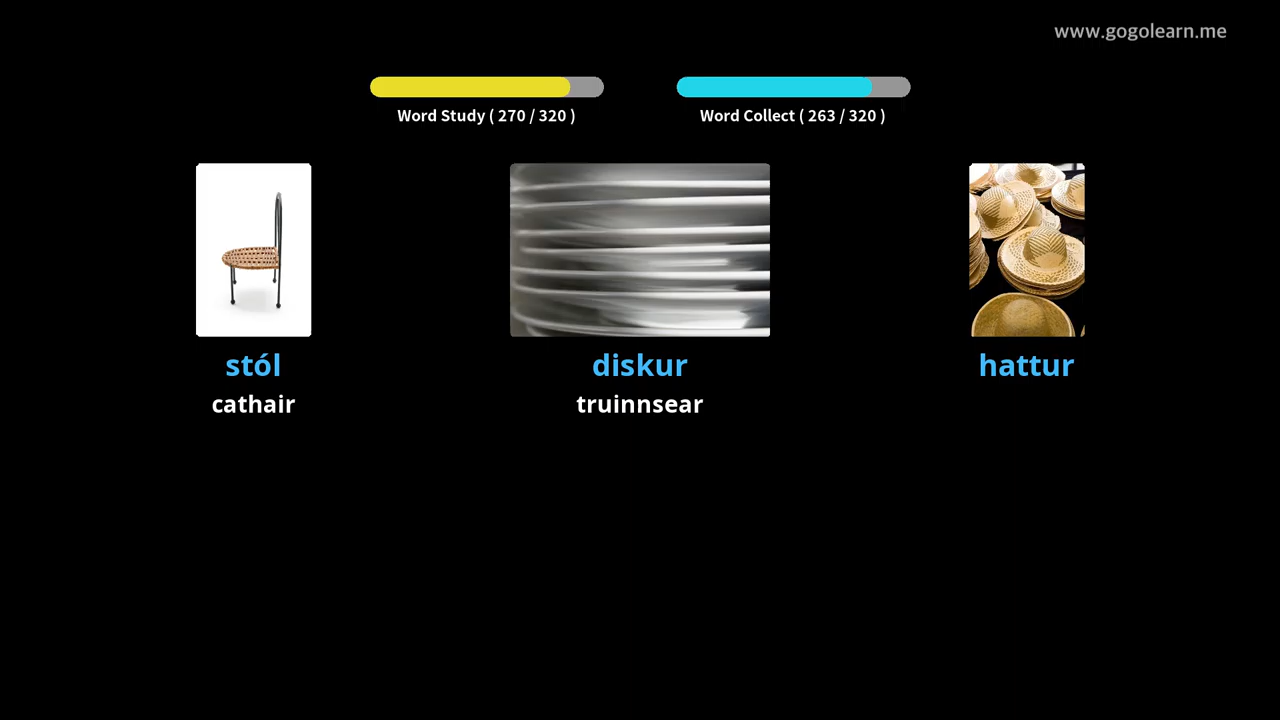 www.gogolearn.me
Word Study ( 270 / 320 )
Word Collect ( 263 / 320 )
stól
diskur
hattur
cathair
truinnsear